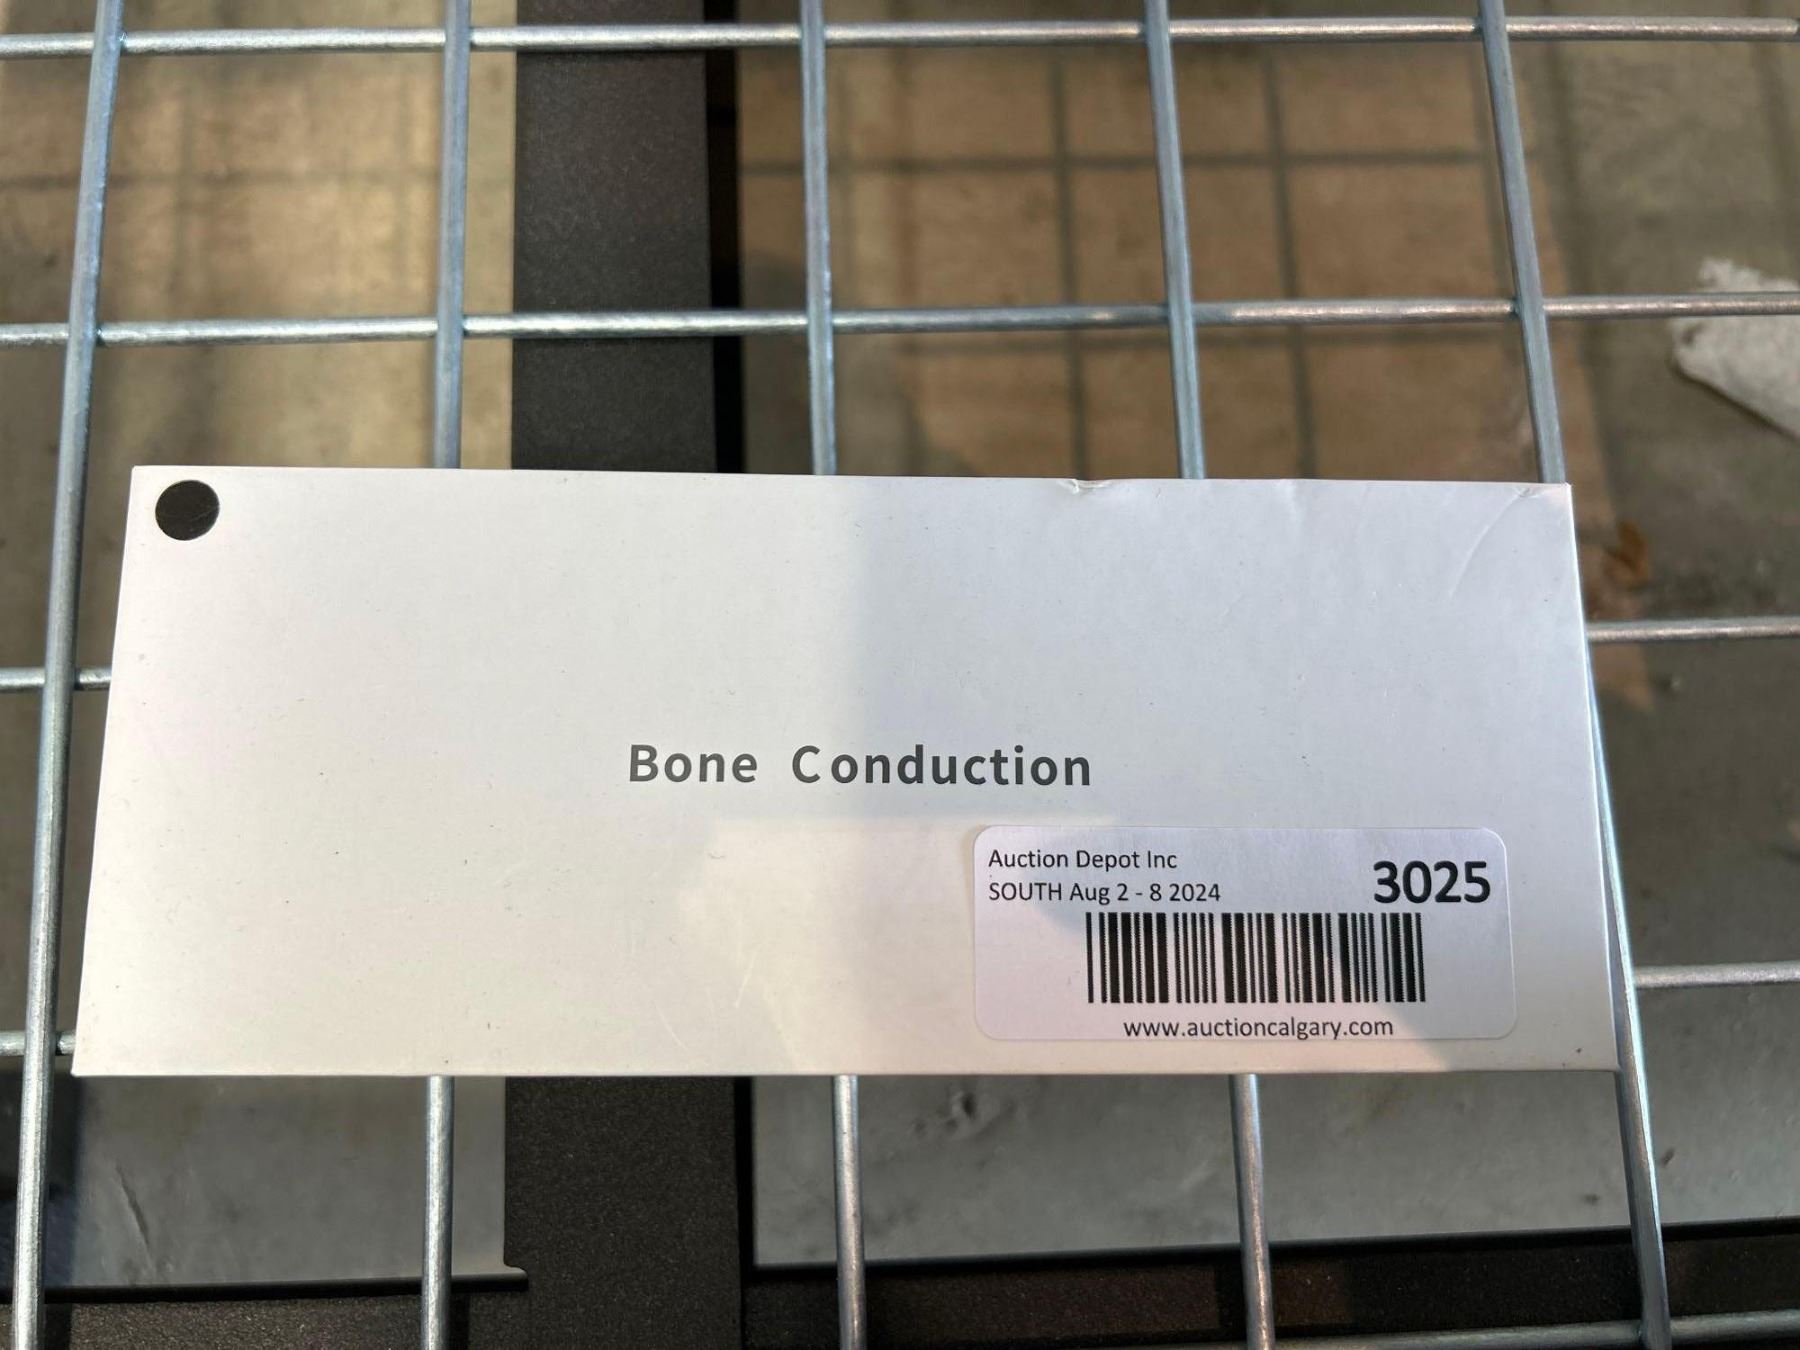 Bone Conduction
Auction Depot Inc
SOUTH Aug 2 - 8 2024
3025
www.auctioncalgary.com